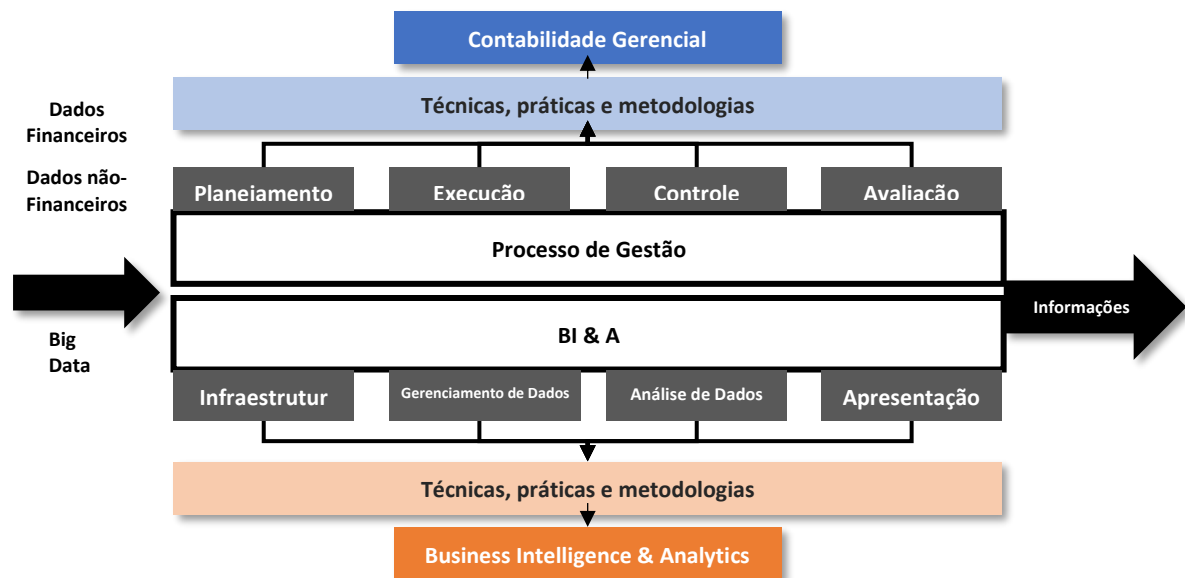 Contabilidade Gerencial
Técnicas, práticas e metodologias
Dados
Financeiros
Dados não-
Financeiros
Planejamento
Execução
Controle
Avaliação
Processo de Gestão
Informações
BI & A
Big
Data
Infraestrutur
Gerenciamento de Dados
Análise de Dados
Apresentação
Técnicas, práticas e metodologias
Business Intelligence & Analytics